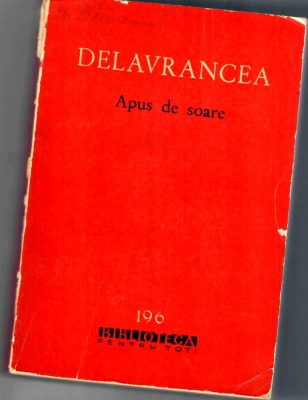 DELAVRANCEA
Apus de soare
196
BIBLIOTECA
PENTRU TOȚI